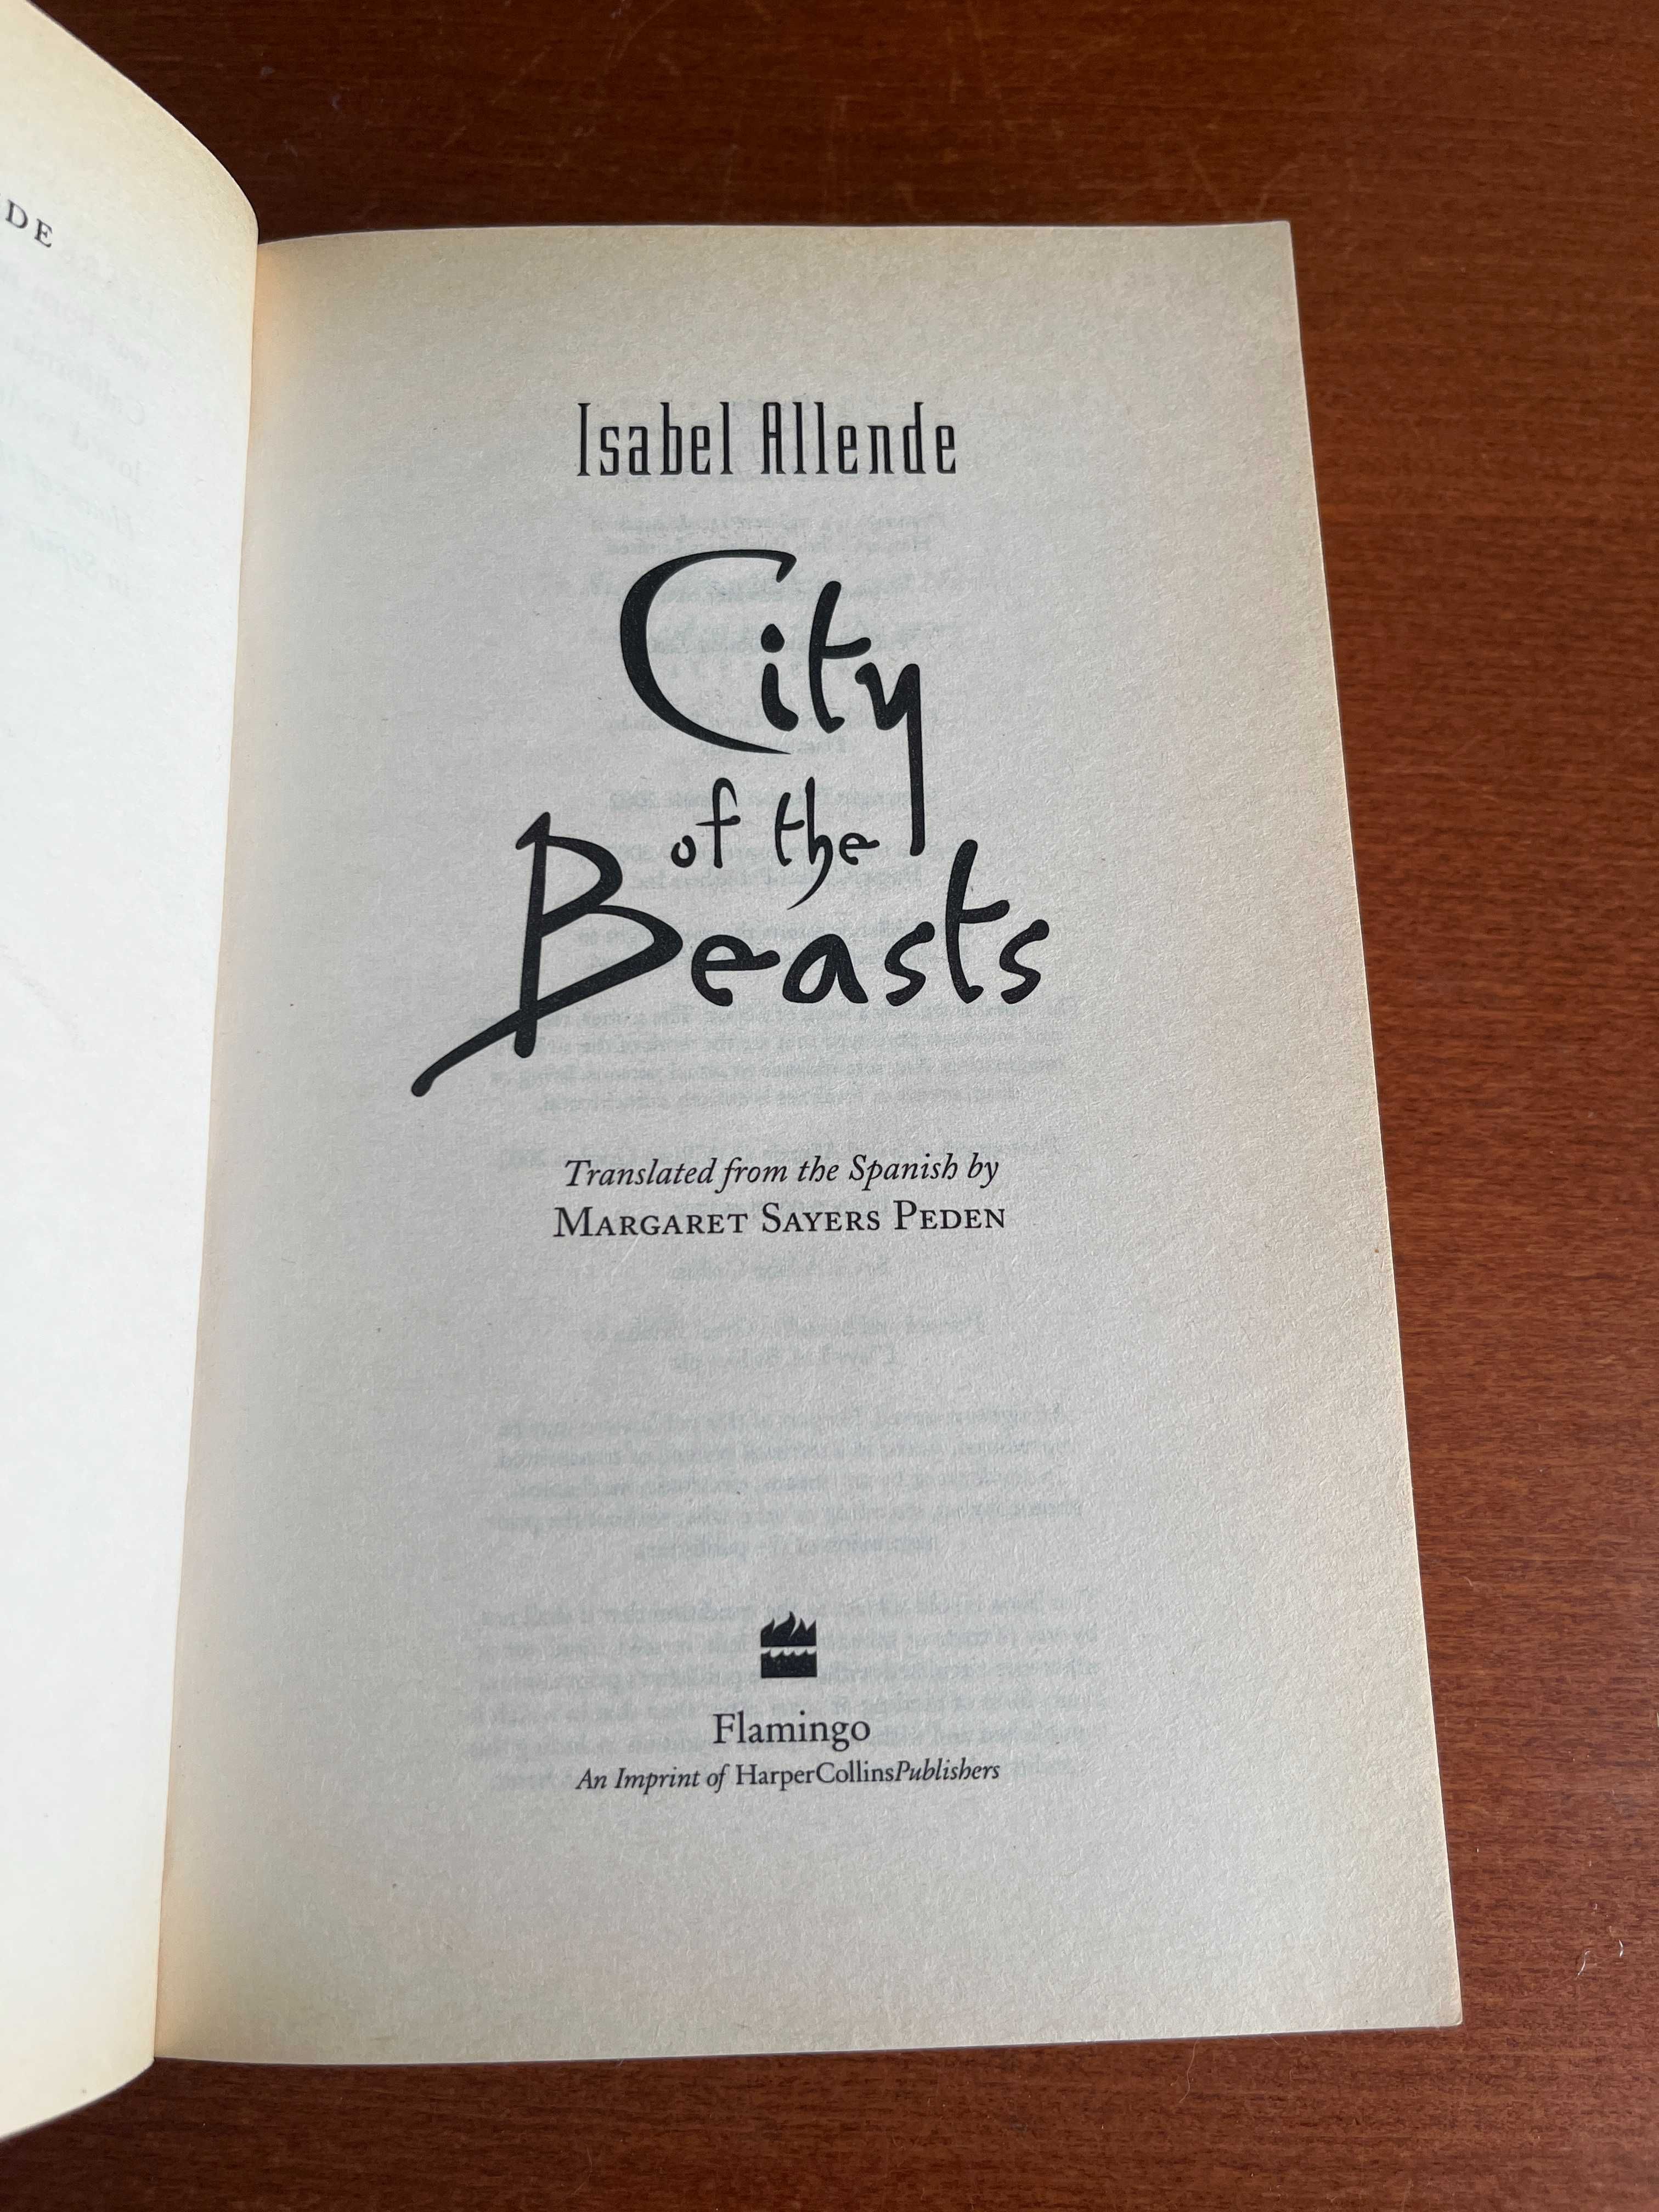 DE
Isabel Allende
City
of the
Beasts
Translated from the Spanish by
MARGARET SAYERS PEDEN
Flamingo
An Imprint of HarperCollinsPublishers